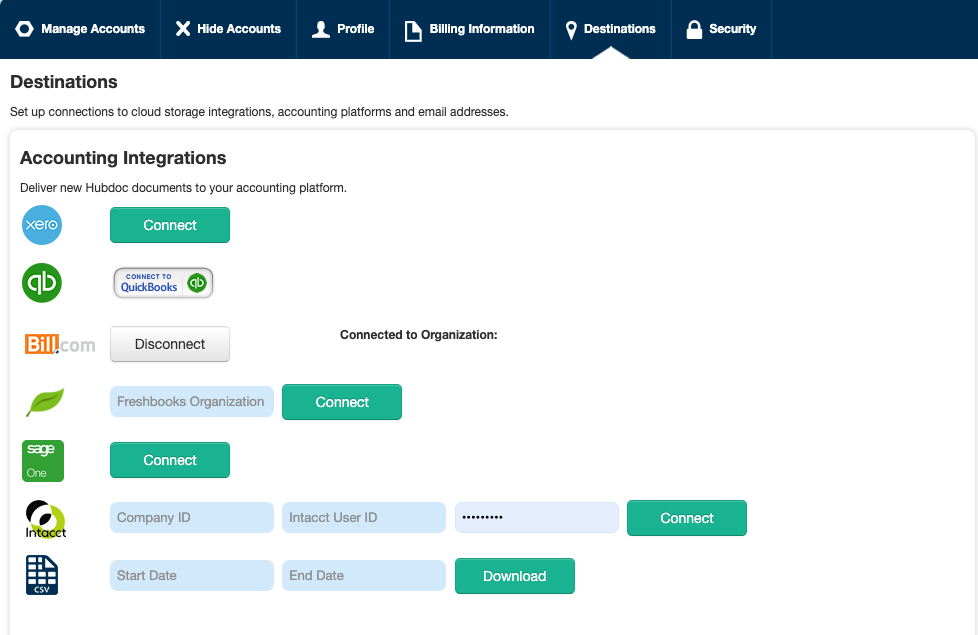 Manage Accounts
Hide Accounts
Profile
Billing Information
Destinations
Security
Destinations
Set up connections to cloud storage integrations, accounting platforms and email addresses.
Accounting Integrations
Deliver new Hubdoc documents to your accounting platform.
xero
Connect
qb
CONNECT TO
QuickBooks
qb
Bill.com
Disconnect
Connected to Organization:
Freshbooks Organization
Connect
sage
One
Connect
Intacct
Company ID
Intacct User ID
•••••••••
Connect
CSV
Start Date
End Date
Download